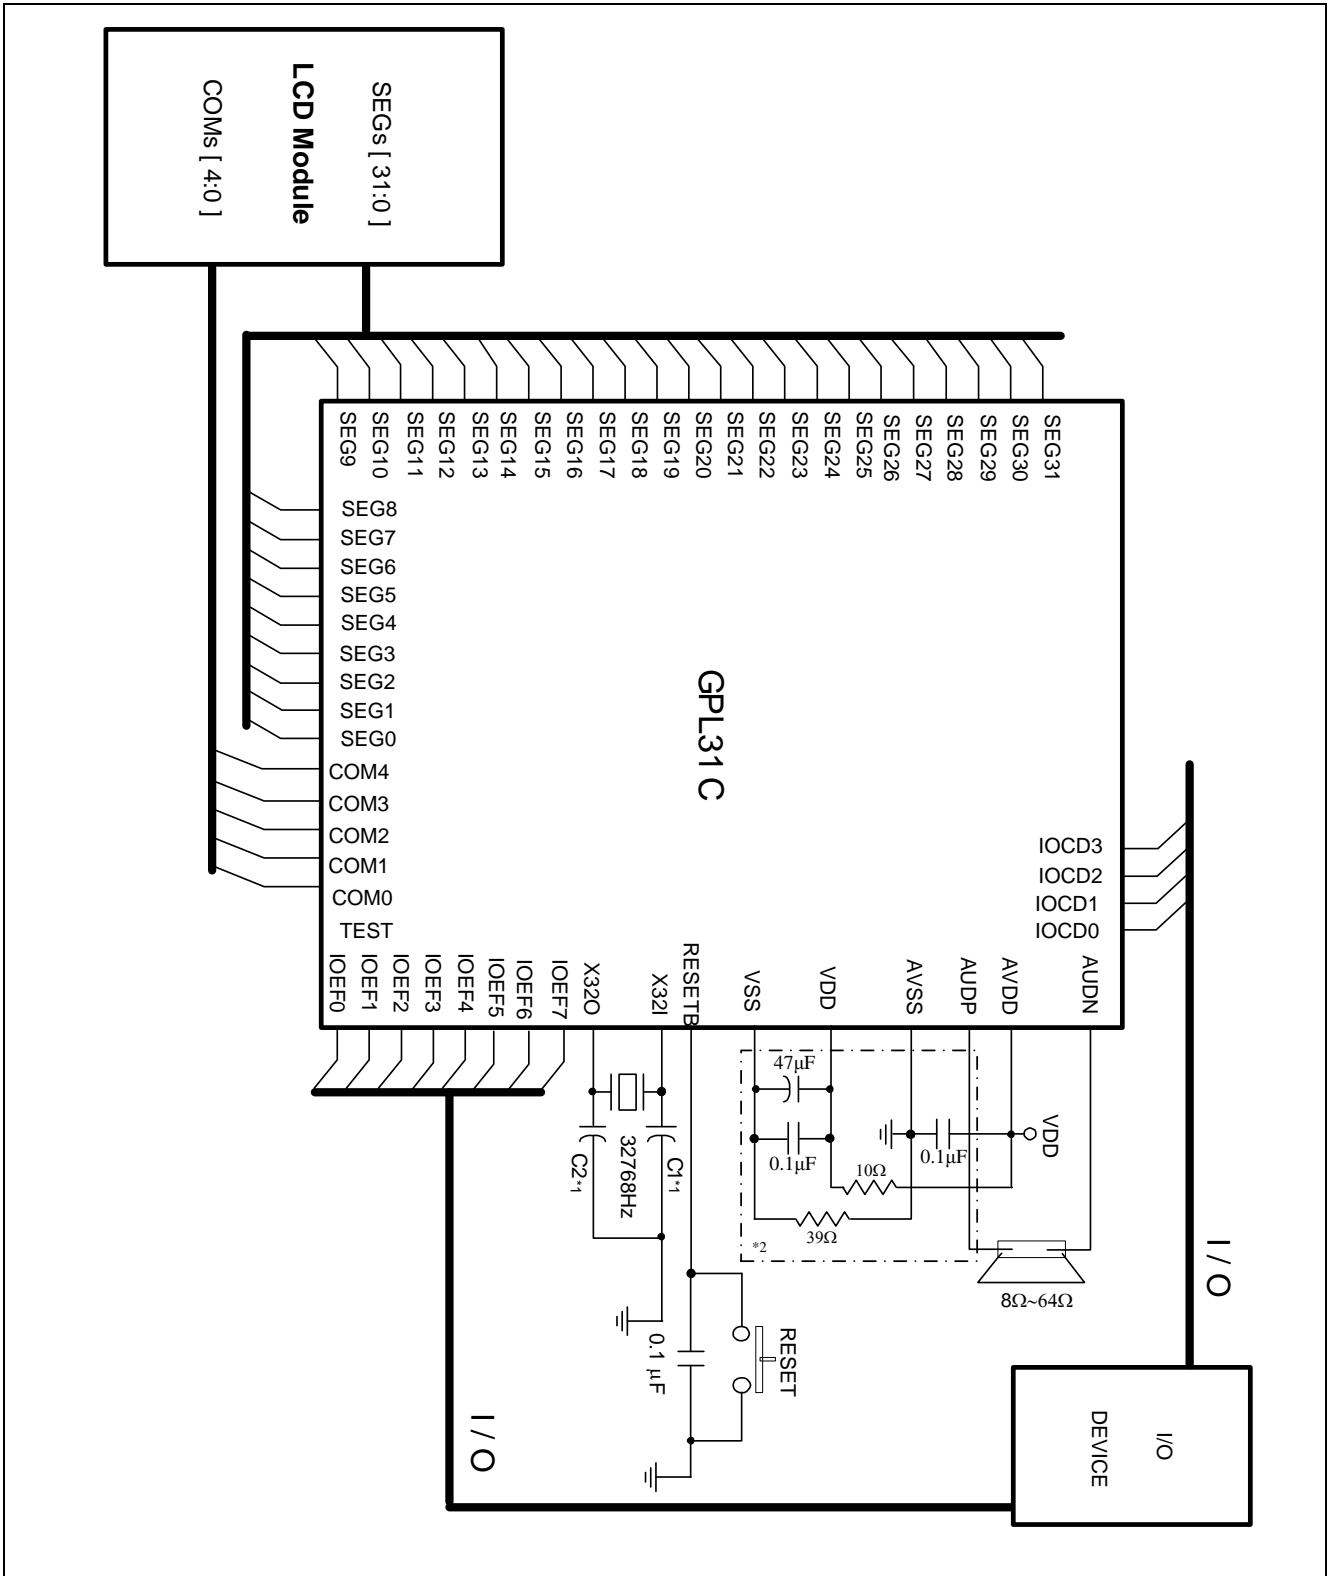 SEGs [ 31:0 ]
LCD Module
COMs [ 4:0 ]
SEG9
SEG10
SEG11
SEG12
SEG13
SEG14
SEG15
SEG16
SEG17
SEG18
SEG19
SEG20
SEG21
SEG22
SEG23
SEG24
SEG25
SEG26
SEG27
SEG28
SEG29
SEG30
SEG31
SEG8
SEG7
SEG6
SEG5
SEG4
SEG3
SEG2
SEG1
SEG0
COM4
COM3
COM2
COM1
COM0
TEST
GPL31C
IOCD3
IOCD2
IOCD1
IOCD0
IOEF0
IOEF1
IOEF2
IOEF3
IOEF4
IOEF5
IOEF6
IOEF7
X32O
X32I
RESETB
VSS
VDD
AVSS
AUDP
AVDD
AUDN
47μF
0.1μF
0.1μF
VDD
10Ω
39Ω
*2
8Ω~64Ω
C2*1
32768Hz
C1*1
0.1 μF
RESET
I / O
I / O
I/O
DEVICE